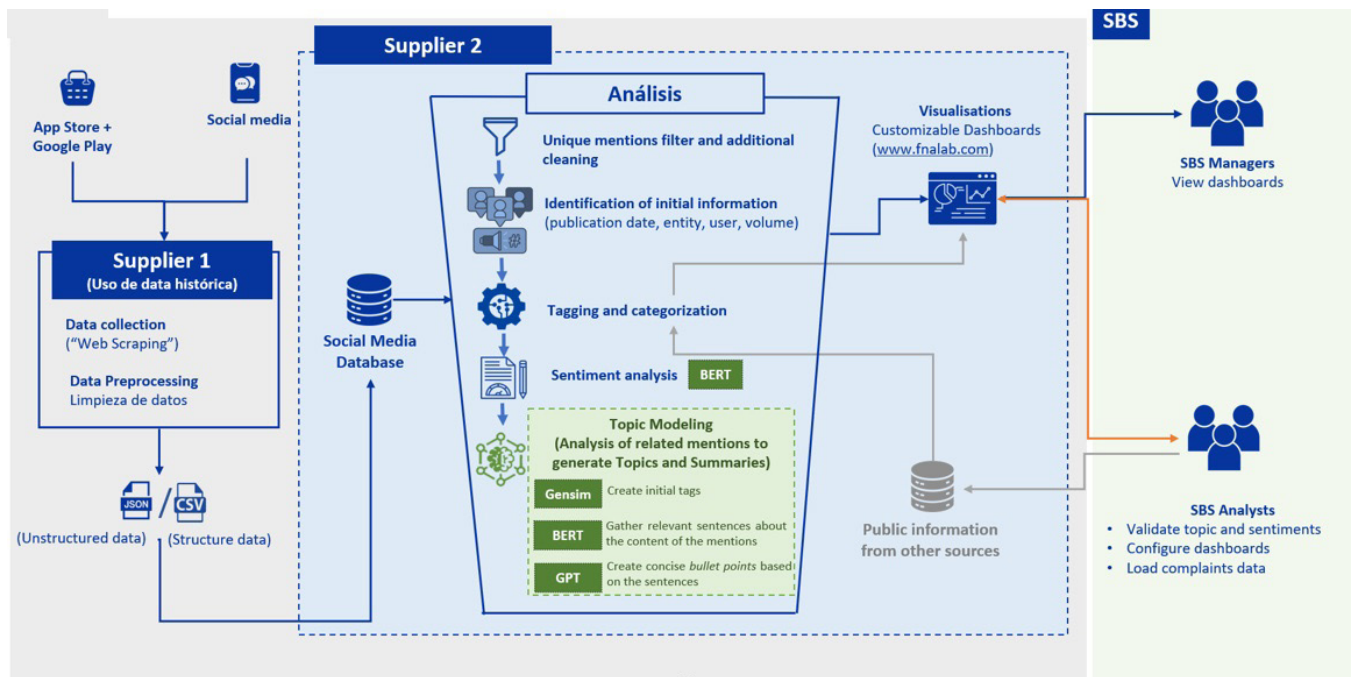 App Store +
Google Play
Social media
Supplier 1
(Uso de data histórica)
Data collection
(“Web Scraping”)
Data Preprocessing
Limpieza de datos
JSON
/
CSV
(Unstructured data)
(Structure data)
Supplier 2
Social Media
Database
Análisis
Unique mentions filter and additional
cleaning
Identification of initial information
(publication date, entity, user, volume)
#
Tagging and categorization
Sentiment analysis
BERT
Topic Modeling
(Analysis of related mentions to
generate Topics and Summaries)
Gensim
Create initial tags
BERT
Gather relevant sentences about
the content of the mentions
GPT
Create concise bullet points based
on the sentences
Visualisations
Customizable Dashboards
(www.fnalab.com)
Public information
from other sources
SBS
SBS Managers
View dashboards
SBS Analysts
• Validate topic and sentiments
• Configure dashboards
• Load complaints data